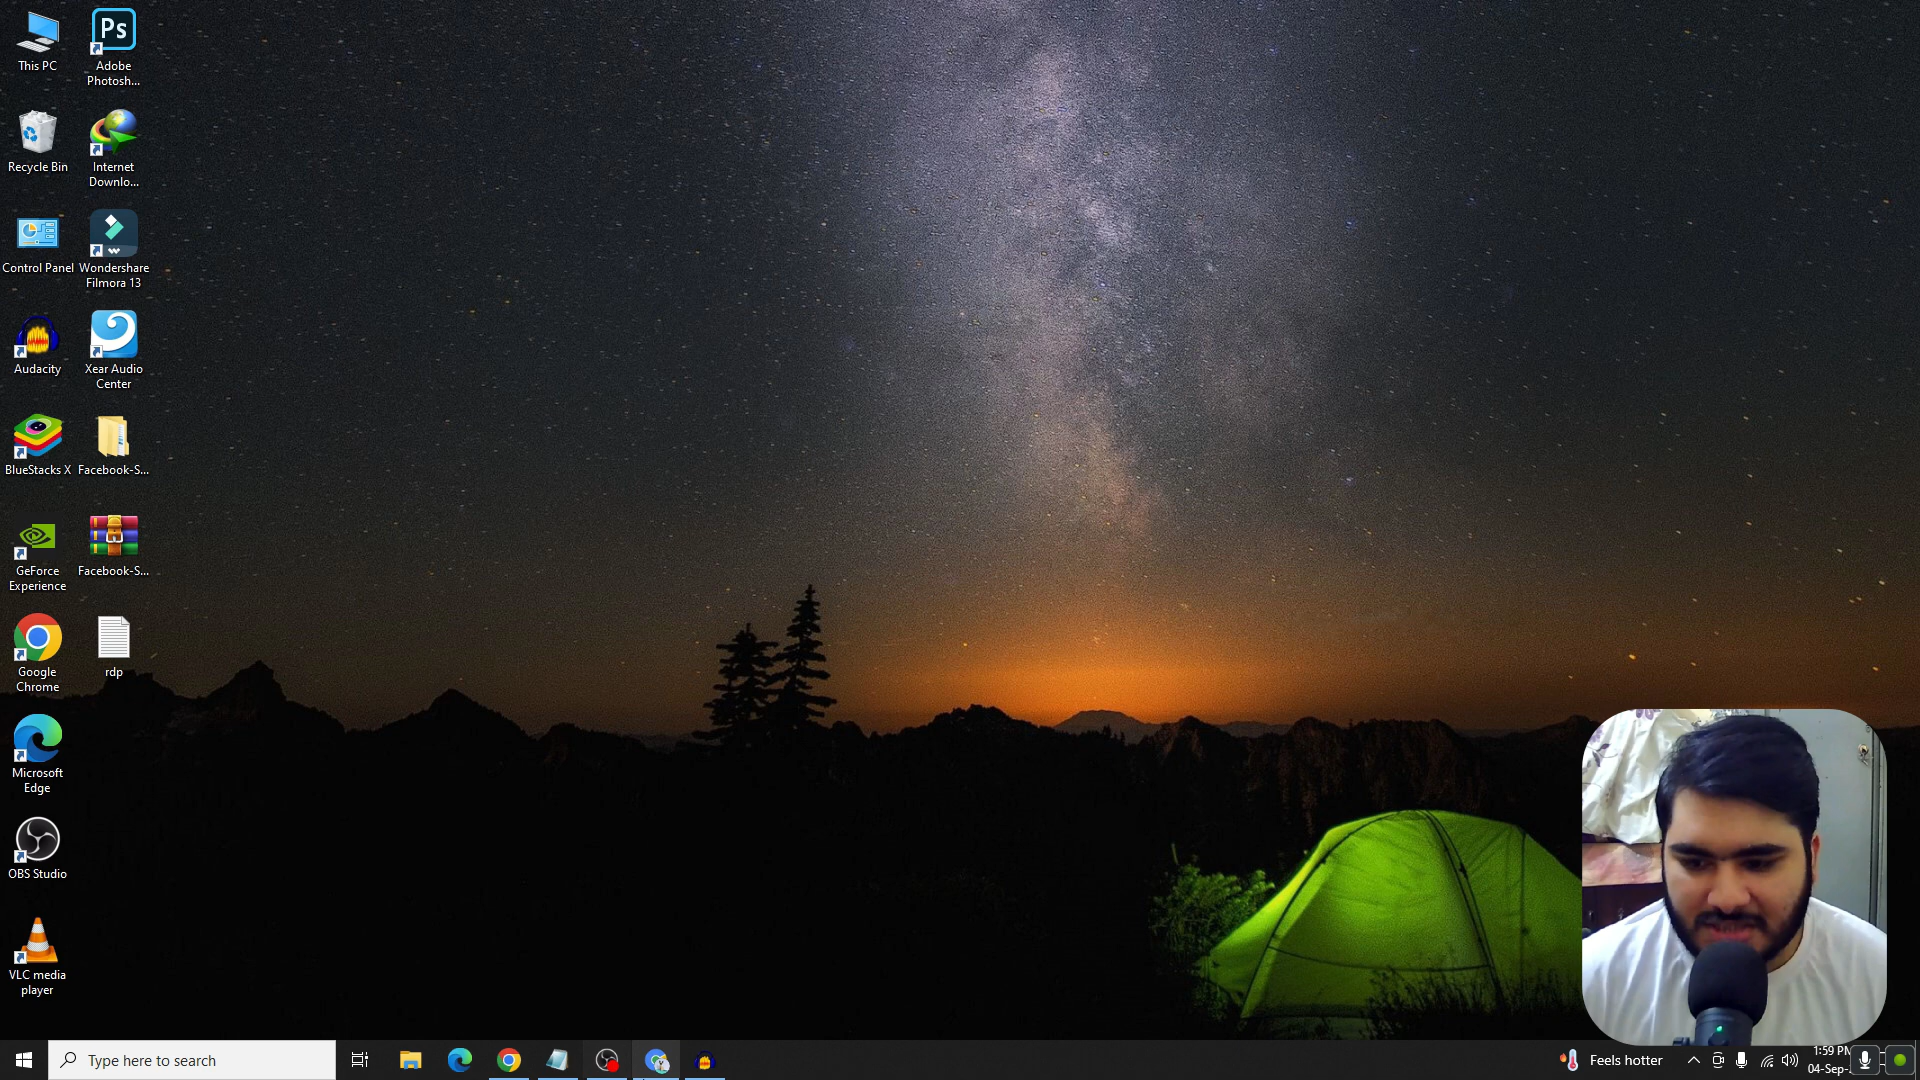 This PC
Ps
Adobe
Photosh...
Recycle Bin
Internet
Downlo...
Control Panel
Wondershare
Filmora 13
Audacity
Xear Audio
Center
BlueStacks X
Facebook-S...
GeForce
Experience
Facebook-S...
Google
Chrome
rdp
Microsoft
Edge
OBS Studio
VLC media
player
Type here to search
Feels hotter
1:59 PM
04-Sep-